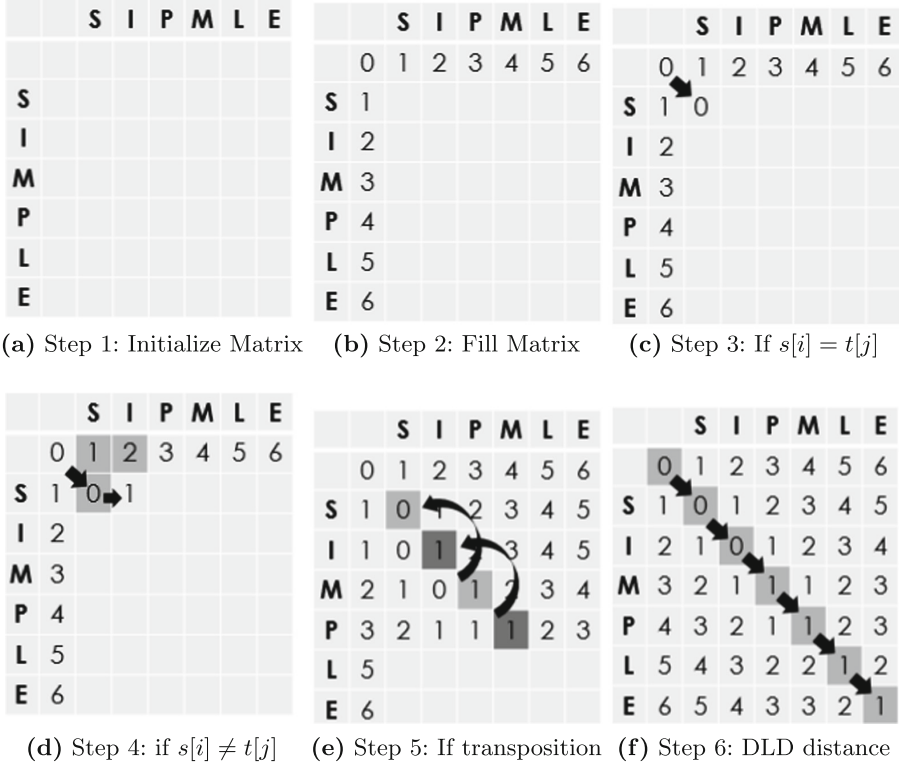 S I P M L E
S
I
M
P
L
E
(a) Step 1: Initialize Matrix
S I P M L E
0 1 2 3 4 5 6
S 1
I 2
M 3
P 4
L 5
E 6
(b) Step 2: Fill Matrix
S I P M L E
0 1 2 3 4 5 6
S 1 0
I 2
M 3
P 4
L 5
E 6
(c) Step 3: If s[i] = t[j]
S I P M L E
0 1 2 3 4 5 6
S 1 0 1
I 2
M 3
P 4
L 5
E 6
(d) Step 4: if s[i] ≠ t[j]
S I P M L E
0 1 2 3 4 5 6
S 1 0 1 2 3 4 5
I 1 0 1 3 4 5
M 2 1 0 1 2 3 4
P 3 2 1 1 1 2 3
L 5
E 6
(e) Step 5: If transposition
S I P M L E
0 1 2 3 4 5 6
S 1 0 1 2 3 4 5
I 2 1 0 1 2 3 4
M 3 2 1 1 1 2 3
P 4 3 2 1 1 2 3
L 5 4 3 2 2 1 2
E 6 5 4 3 3 2 1
(f) Step 6: DLD distance